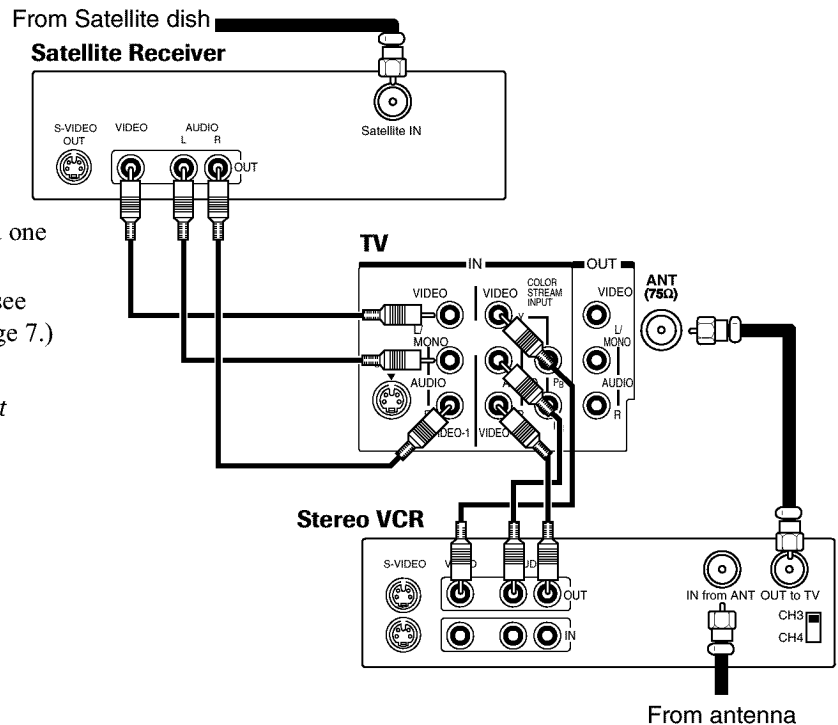 From Satellite dish
Satellite Receiver
S-VIDEO
OUT
VIDEO
AUDIO
L R
OUT
Satellite IN
one
see
ge 7.)
t
TV
IN
OUT
VIDEO
L/
MONO
AUDIO
VIDEO
COLOR
STREAM
INPUT
Y
PB
VIDEO
L/
MONO
AUDIO
R
ANT
(75Ω)
Stereo VCR
S-VIDEO
OUT
IN
IN from ANT
OUT to TV
CH3
CH4
From antenna